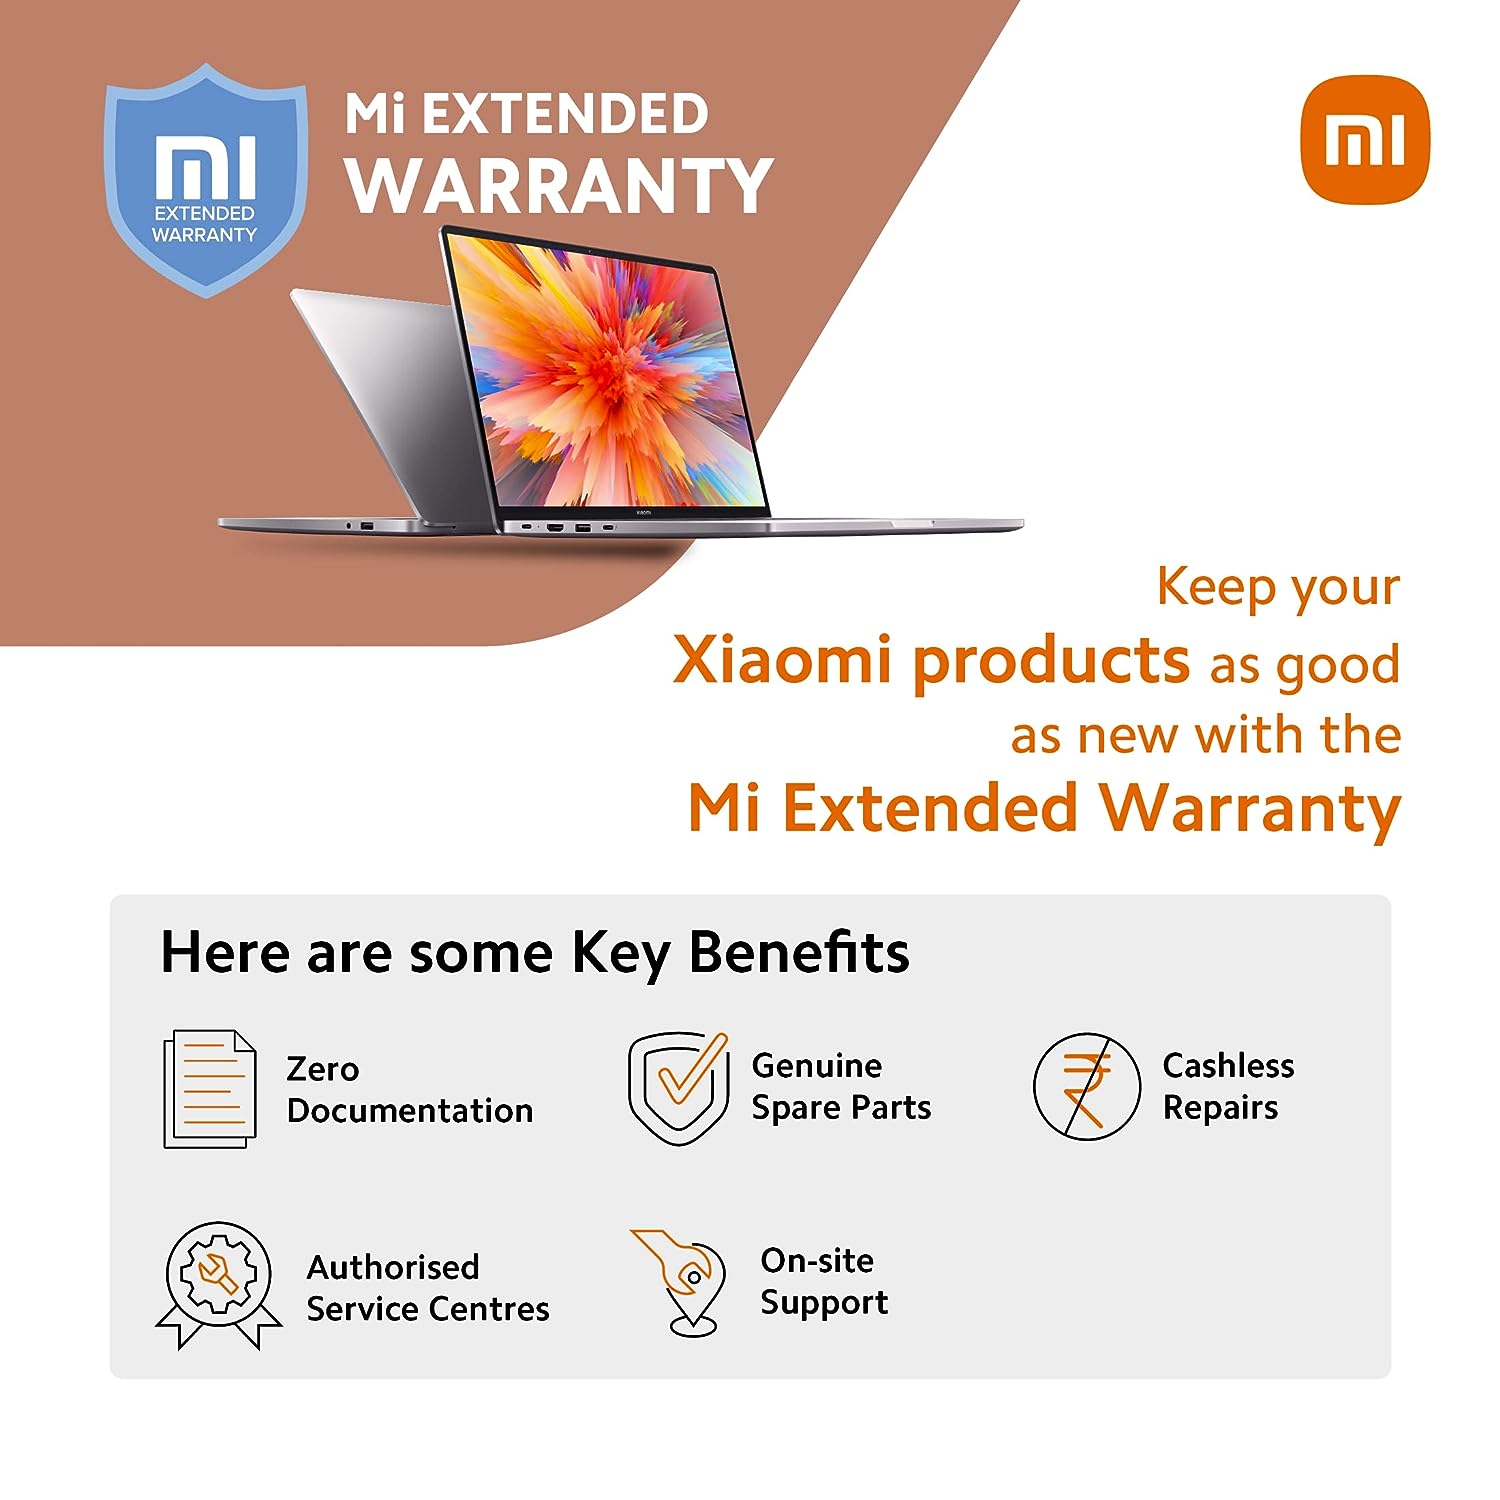 mi
EXTENDED
WARRANTY
Mi EXTENDED
WARRANTY
mi
xiaomi
Keep your
Xiaomi products as good
as new with the
Mi Extended Warranty
Here are some Key Benefits
Zero
Documentation
Genuine
Spare Parts
₹
Cashless
Repairs
Authorised
Service Centres
On-site
Support